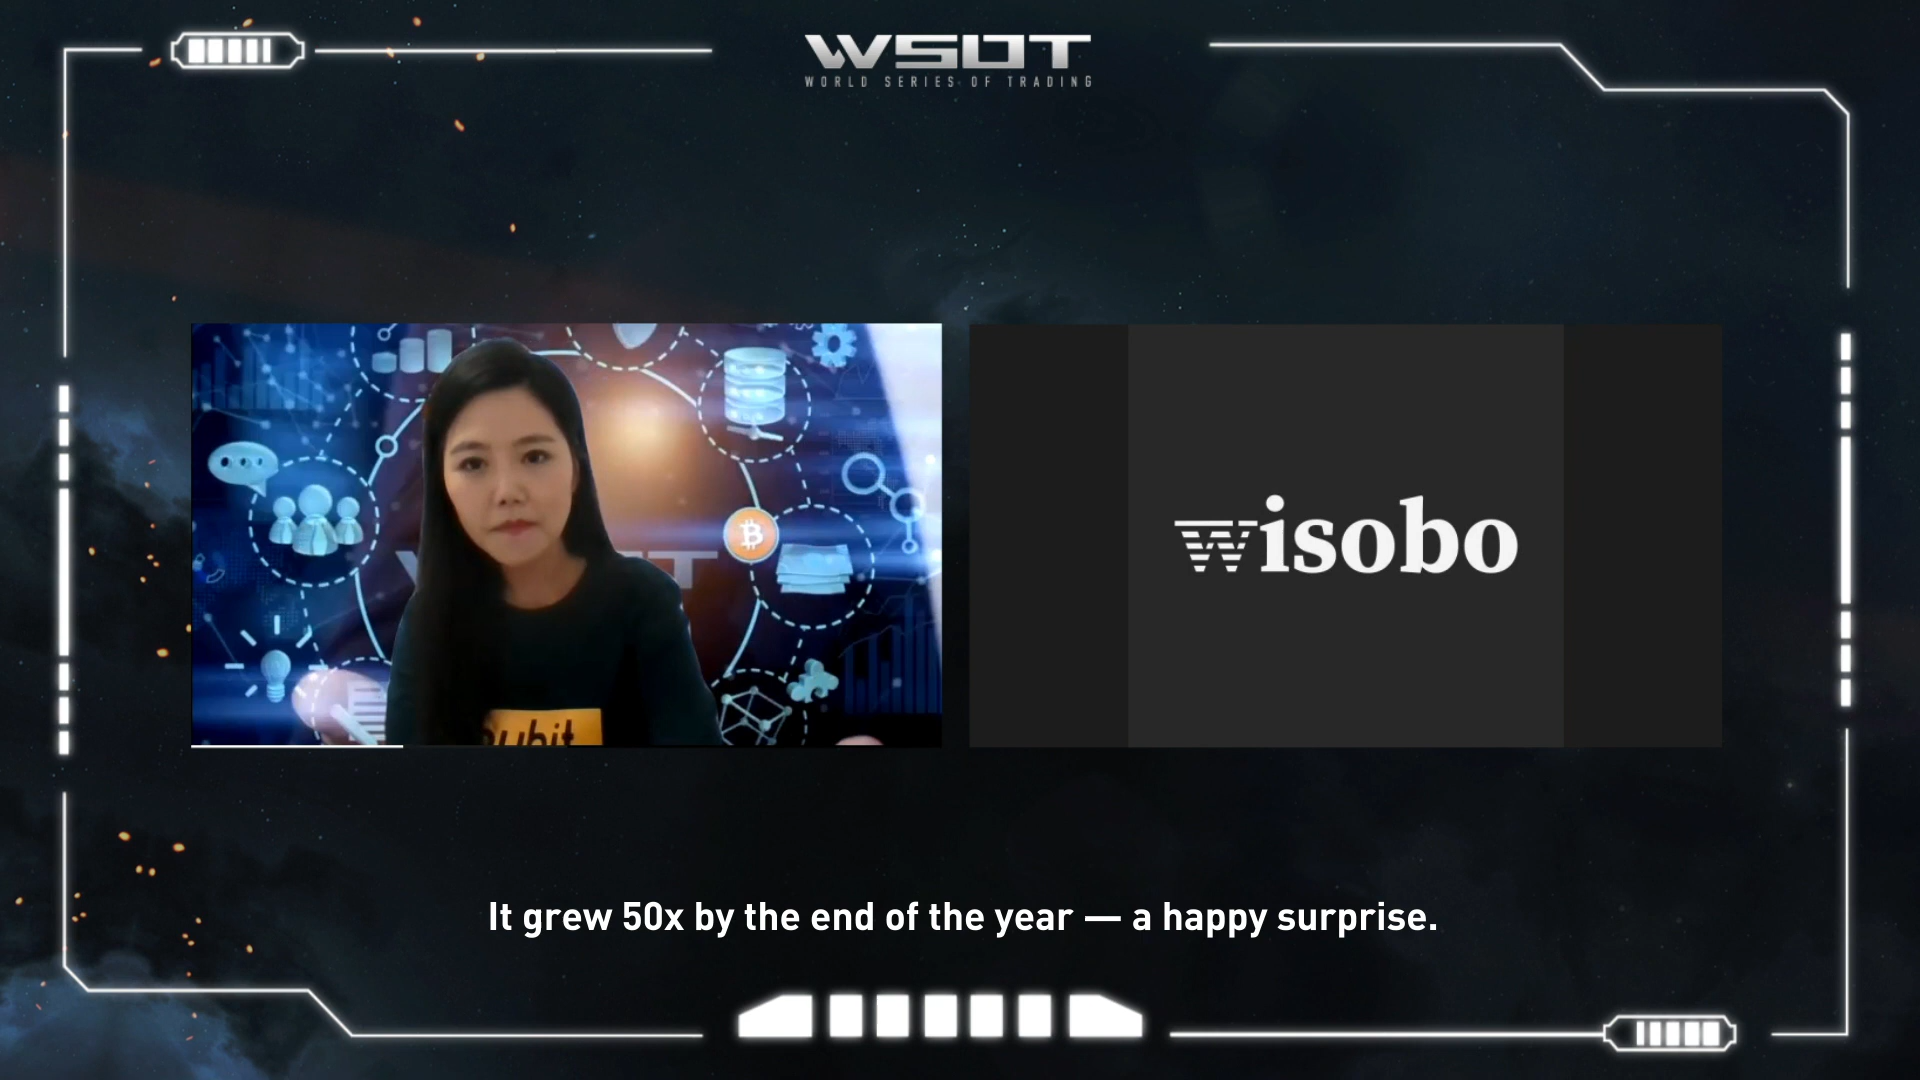 WSOT
WORLD SERIES OF TRADING
wisobo
It grew 50x by the end of the year — a happy surprise.